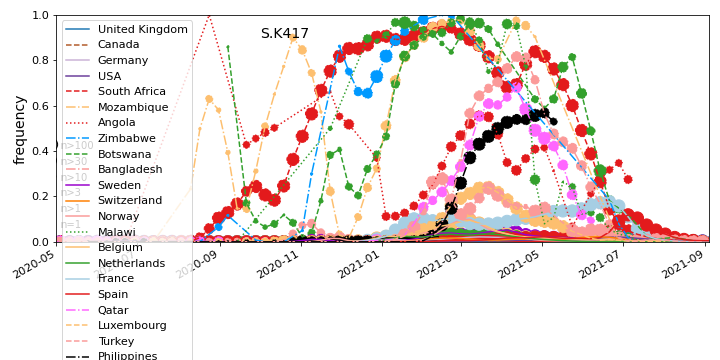 S.K417
frequency
1.0
0.8
0.6
0.4
0.2
0.0
United Kingdom
Canada
Germany
USA
South Africa
Mozambique
Angola
Zimbabwe
Botswana
Bangladesh
Sweden
Switzerland
Norway
Malawi
Belgium
Netherlands
France
Spain
Qatar
Luxembourg
Turkey
Philippines
n>100
n>30
n>10
n>3
n>1
n=1
2020-05
2020-09
2020-11
2021-01
2021-03
2021-05
2021-07
2021-09